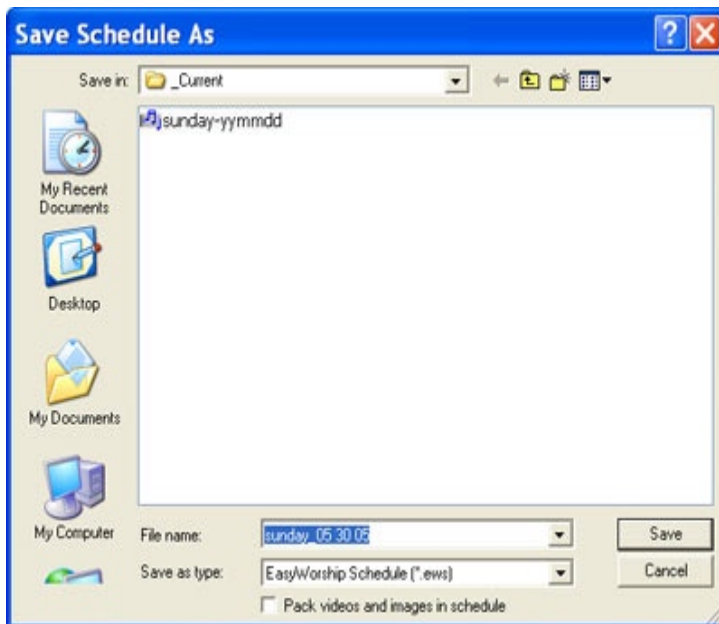 Save Schedule As
Save in:
_Current
sunday-yymmdd
My Recent
Documents
Desktop
My Documents
My Computer
File name:
sunday_05 30 05
Save
Save as type:
EasyWorship Schedule (*.ews)
Cancel
Pack videos and images in schedule